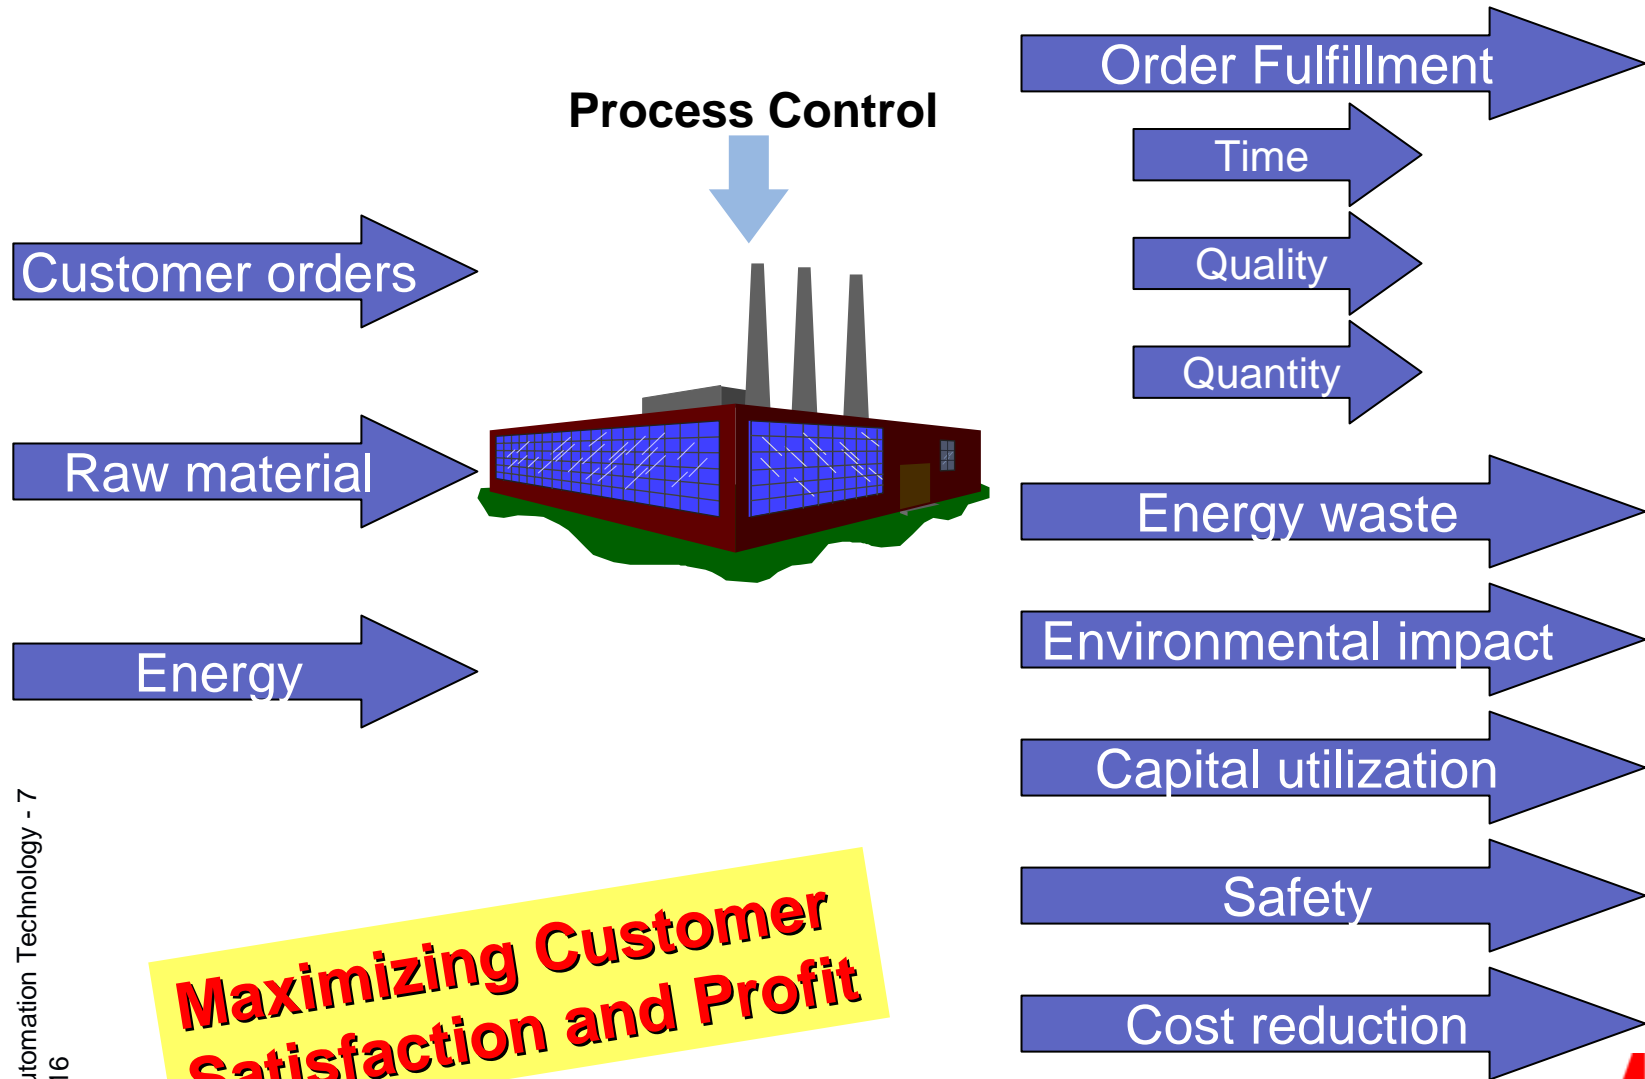 Process Control
Customer orders
Raw material
Energy
Order Fulfillment
Time
Quality
Quantity
Energy waste
Environmental impact
Capital utilization
Safety
Cost reduction
Maximizing Customer
Satisfaction and Profit
Technology - 7
16